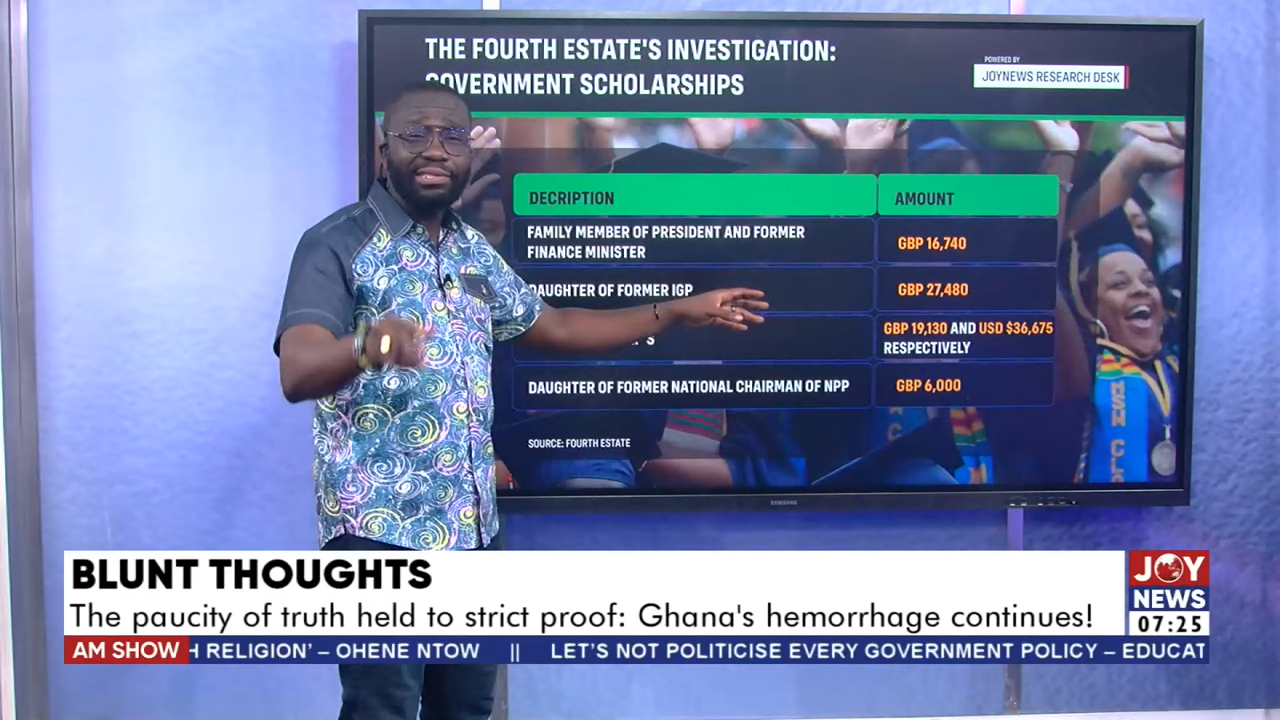 THE FOURTH ESTATE'S INVESTIGATION:
GOVERNMENT SCHOLARSHIPS
POWERED BY
JOYNEWS RESEARCH DESK
DECRIPTION
AMOUNT
FAMILY MEMBER OF PRESIDENT AND FORMER
FINANCE MINISTER
GBP 16,740
DAUGHTER OF FORMER IGP
GBP 27,480
GBP 19,130 AND USD $36,675
RESPECTIVELY
DAUGHTER OF FORMER NATIONAL CHAIRMAN OF NPP
GBP 6,000
SOURCE: FOURTH ESTATE
SAMSUNG
BLUNT THOUGHTS
The paucity of truth held to strict proof: Ghana's hemorrhage continues!
JOY
NEWS
07:25
AM SHOW
H RELIGION' – OHENE NTOW || LET'S NOT POLITICISE EVERY GOVERNMENT POLICY – EDUCAT